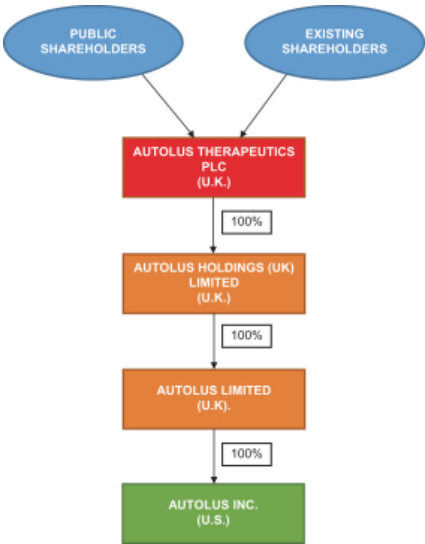 PUBLIC
SHAREHOLDERS
EXISTING
SHAREHOLDERS
AUTOLUS THERAPEUTICS
PLC
(U.K.)
100%
AUTOLUS HOLDINGS (UK)
LIMITED
(U.K.)
100%
AUTOLUS LIMITED
(U.K).
100%
AUTOLUS INC.
(U.S.)